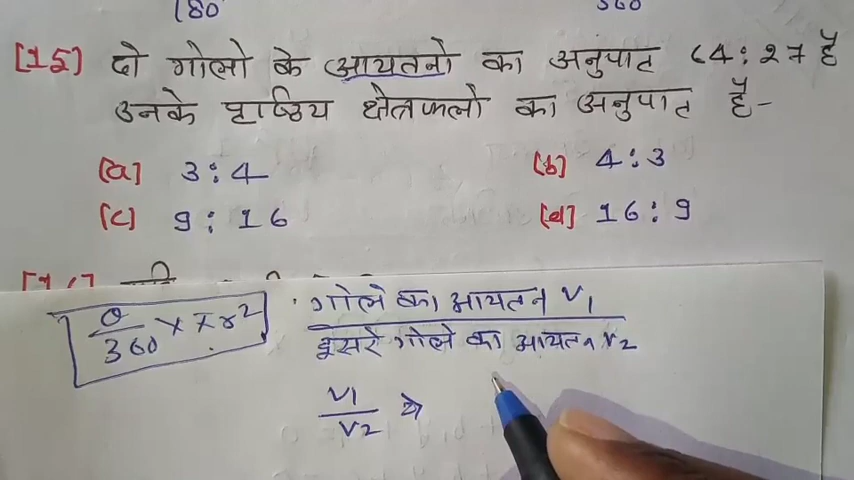 180
360
[15] दो गोलो के आयतनो का अनुपात 64:27 है
उनके पृाष्ठिय क्षेत्रफलो का अनुपात है-
(a) 3:4
(b) 4:3
(c) 9:16
(d) 16:9
θ/360 × πr²
गोले का आयतन V1
दूसरे गोले का आयतन V2
V1/V2 ⇒